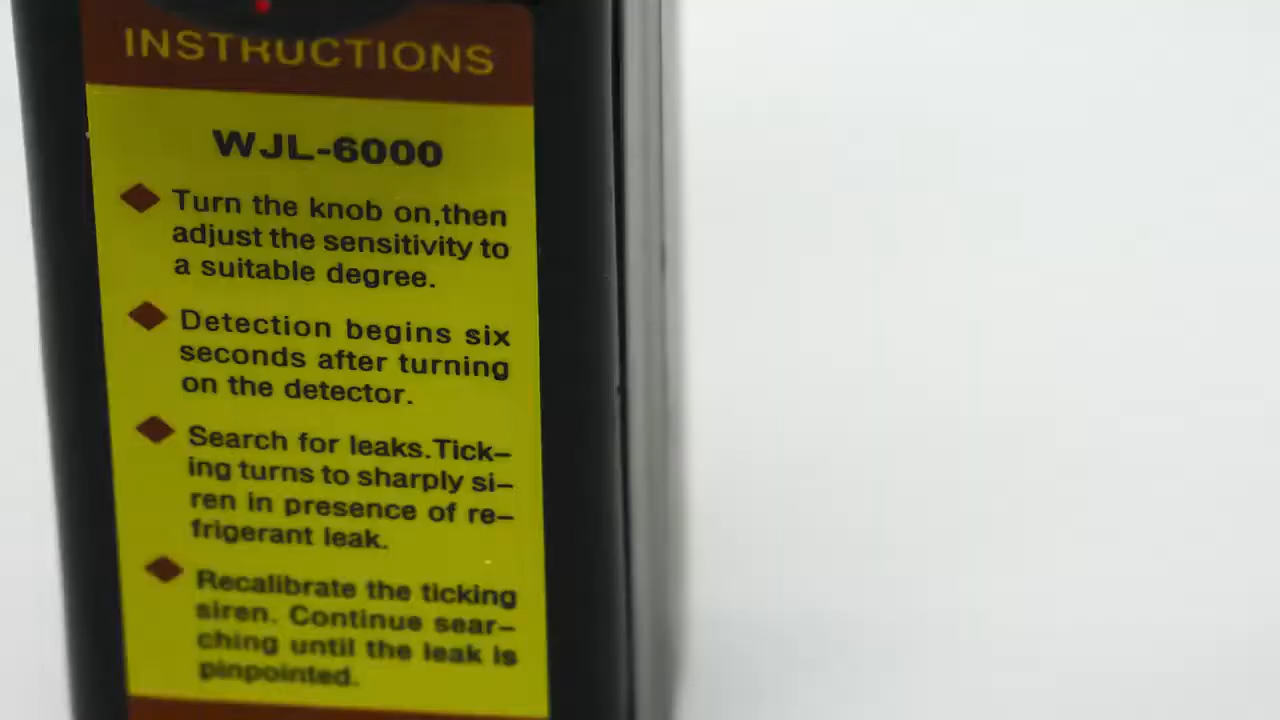 INSTRUCTIONS
WJL-6000
Turn the knob on,then
adjust the sensitivity to
a suitable degree.
Detection begins six
seconds after turning
on the detector.
Search for leaks.Tick-
ing turns to sharply si-
ren in presence of re-
frigerant leak.
Recalibrate the ticking
siren. Continue sear-
ching until the leak is
pinpointed.